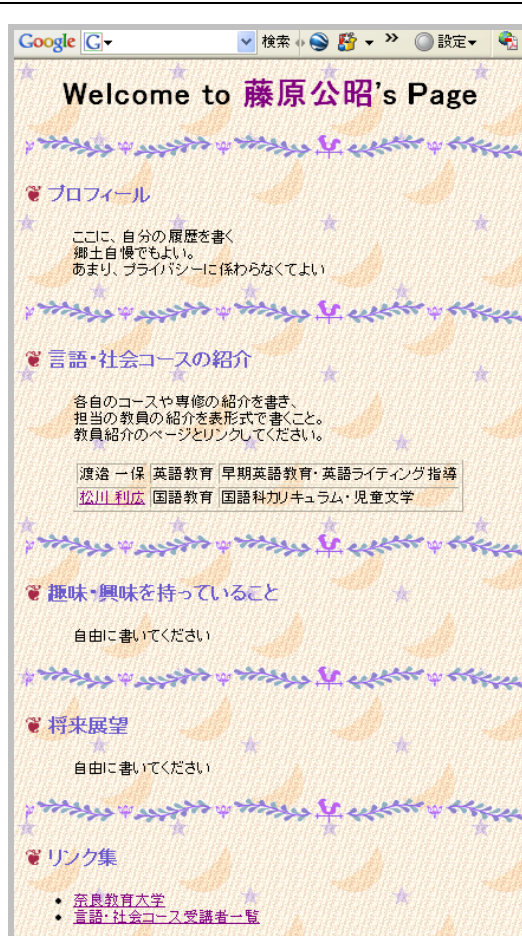 Google G 検索 » 設定
Welcome to 藤原公昭's Page
プロフィール
ここに、自分の履歴を書く
郷土自慢でもよい。
あまり、プライバシーに係わらなくてよい
言語・社会コースの紹介
各自のコースや専修の紹介を書き、
担当の教員の紹介を表形式で書くこと。
教員紹介のページとリンクしてください。
渡邉 一保 英語教育 早期英語教育・英語ライティング指導
松川 利広 国語教育 国語科カリキュラム・児童文学
趣味・興味を持っていること
自由に書いてください
将来展望
自由に書いてください
リンク集
• 奈良教育大学
• 言語・社会コース受講者一覧